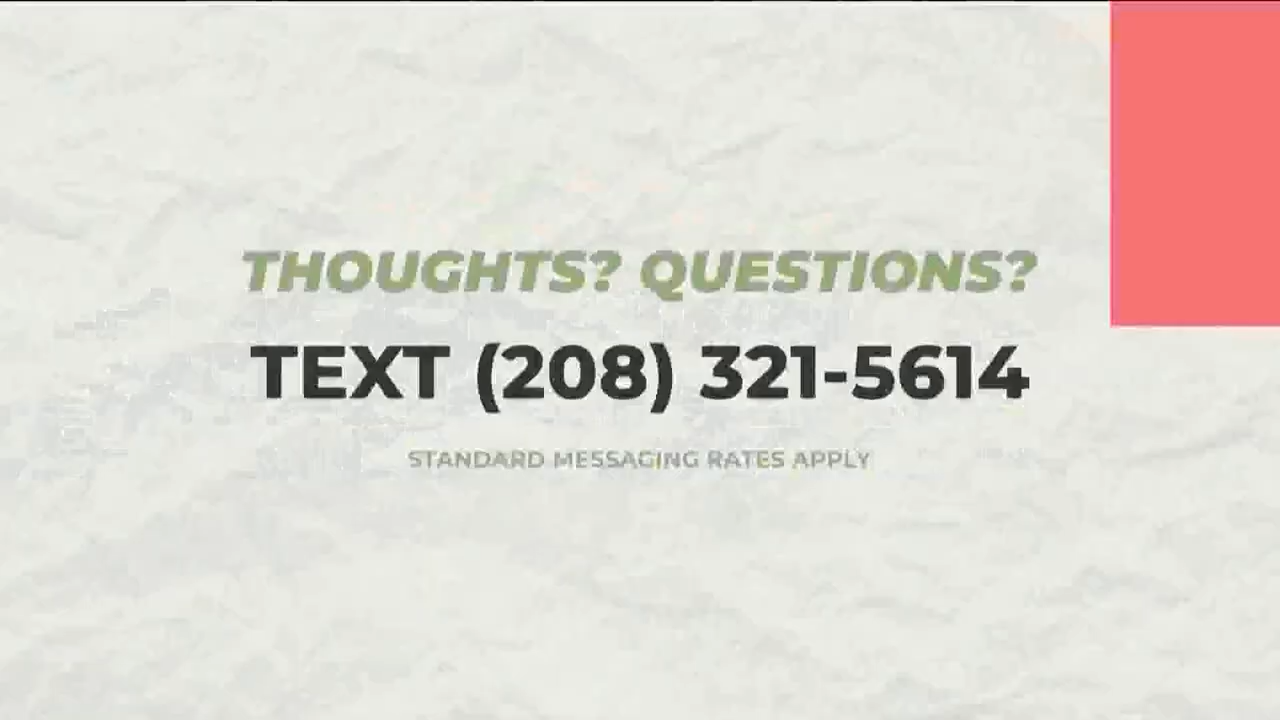 THOUGHTS? QUESTIONS?
TEXT (208) 321-5614
STANDARD MESSAGING RATES APPLY